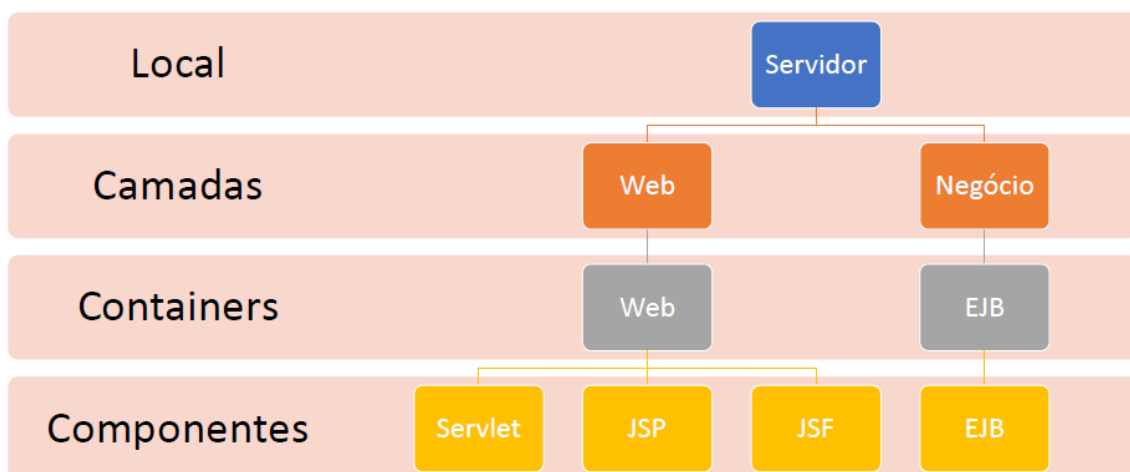 Local
Servidor
Camadas
Web
Negócio
Containers
Web
EJB
Componentes
Servlet
JSP
JSF
EJB